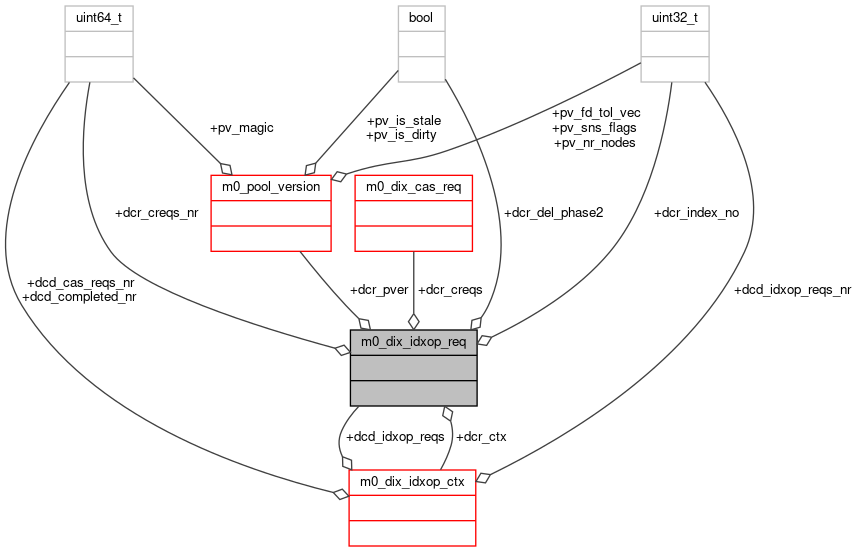 uint64_t
bool
uint32_t
+pv_magic
+pv_is_stale
+pv_is_dirty
+pv_fd_tol_vec
+pv_sns_flags
+pv_nr_nodes
m0_pool_version
m0_dix_cas_req
+dcr_creqs_nr
+dcr_del_phase2
+dcr_index_no
+dcd_cas_reqs_nr
+dcd_completed_nr
+dcr_pver
+dcr_creqs
+dcd_idxop_reqs_nr
m0_dix_idxop_req
+dcd_idxop_reqs
+dcr_ctx
m0_dix_idxop_ctx